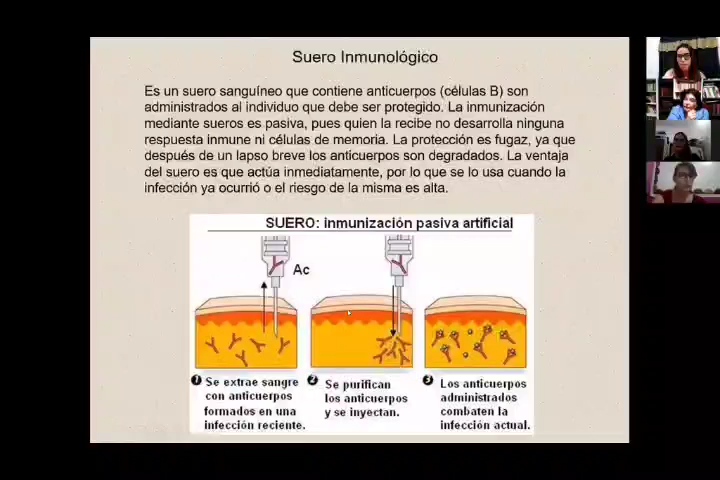 Suero Inmunológico
Es un suero sanguíneo que contiene anticuerpos (células B) son
administrados al individuo que debe ser protegido. La inmunización
mediante sueros es pasiva, pues quien la recibe no desarrolla ninguna
respuesta inmune ni células de memoria. La protección es fugaz, ya que
después de un lapso breve los anticuerpos son degradados. La ventaja
del suero es que actúa inmediatamente, por lo que se lo usa cuando la
infección ya ocurrió o el riesgo de la misma es alta.
SUERO: inmunización pasiva artificial
Ac
1 Se extrae sangre
con anticuerpos
formados en una
infección reciente.
2 Se purifican
los anticuerpos
y se inyectan.
3 Los anticuerpos
administrados
combaten la
infección actual.